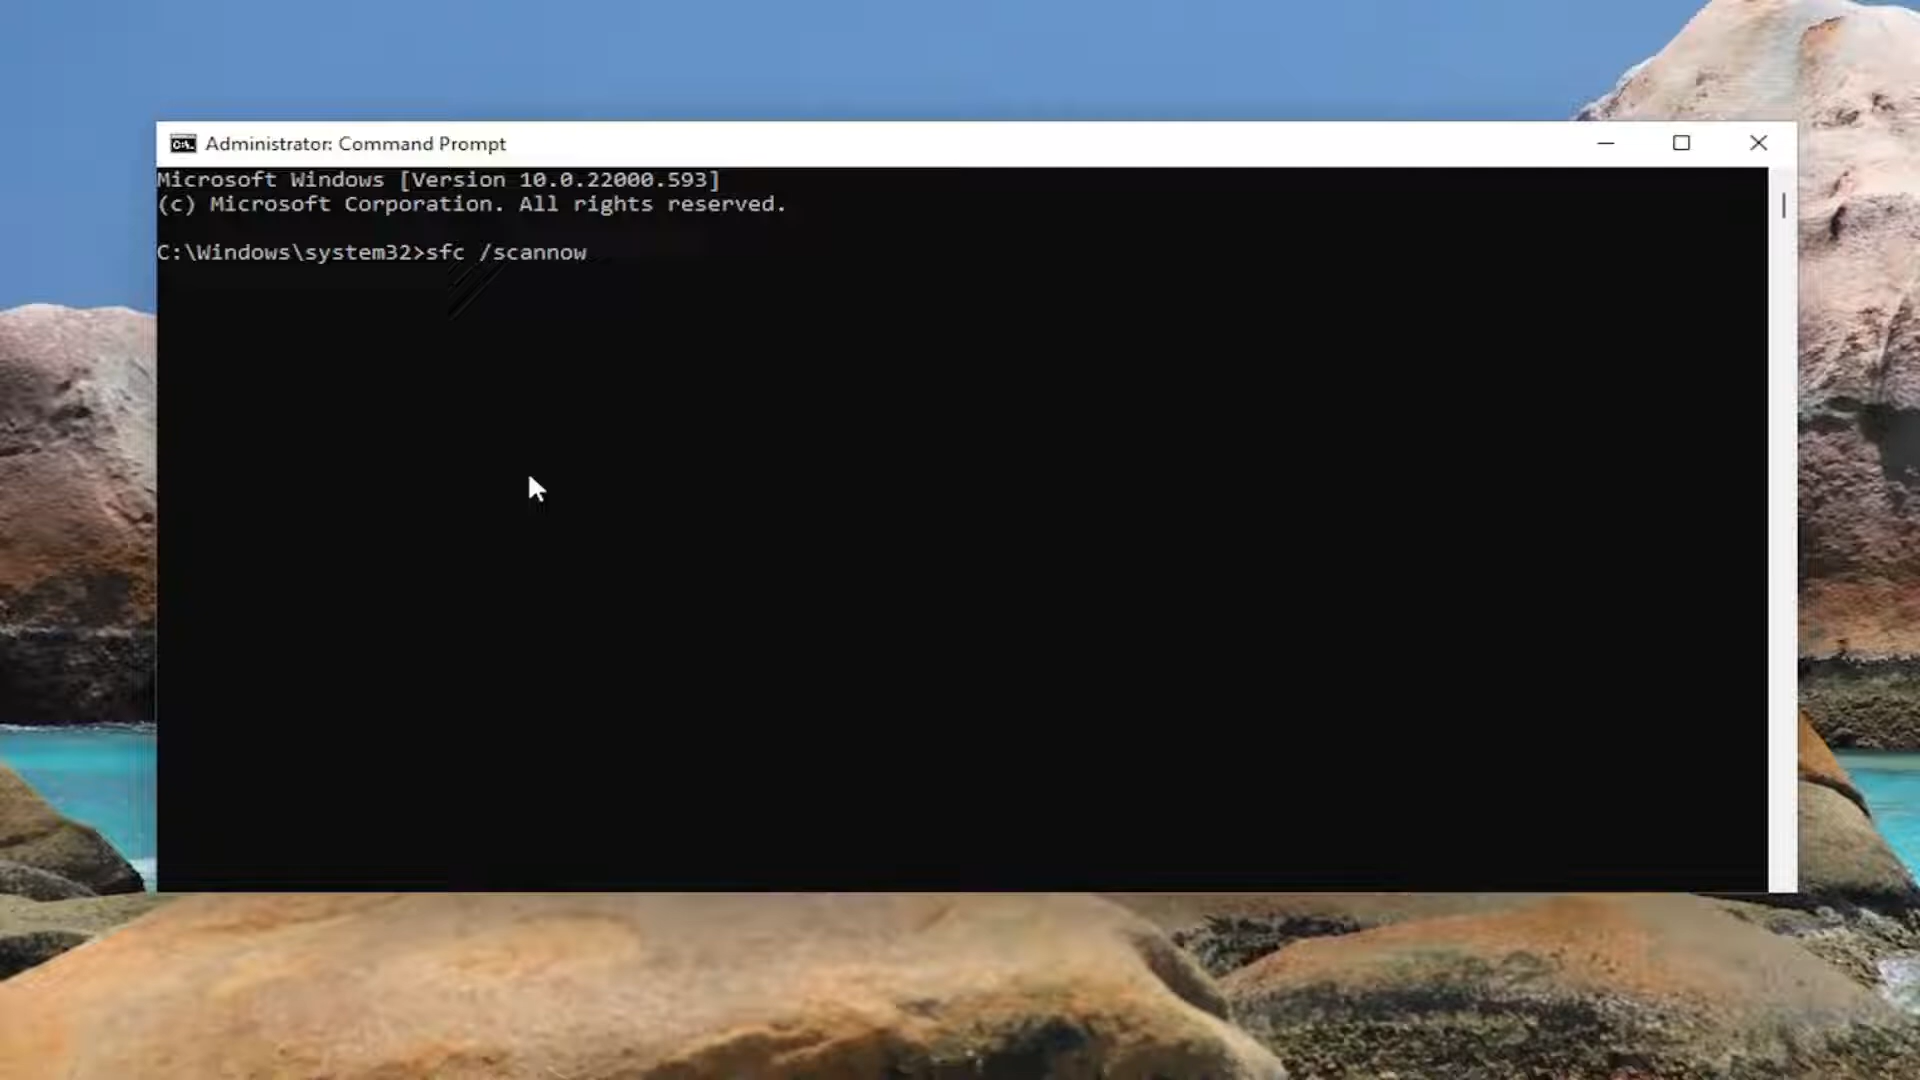 Administrator: Command Prompt
Microsoft Windows [Version 10.0.22000.593]
(c) Microsoft Corporation. All rights reserved.
C:\Windows\system32>sfc /scannow